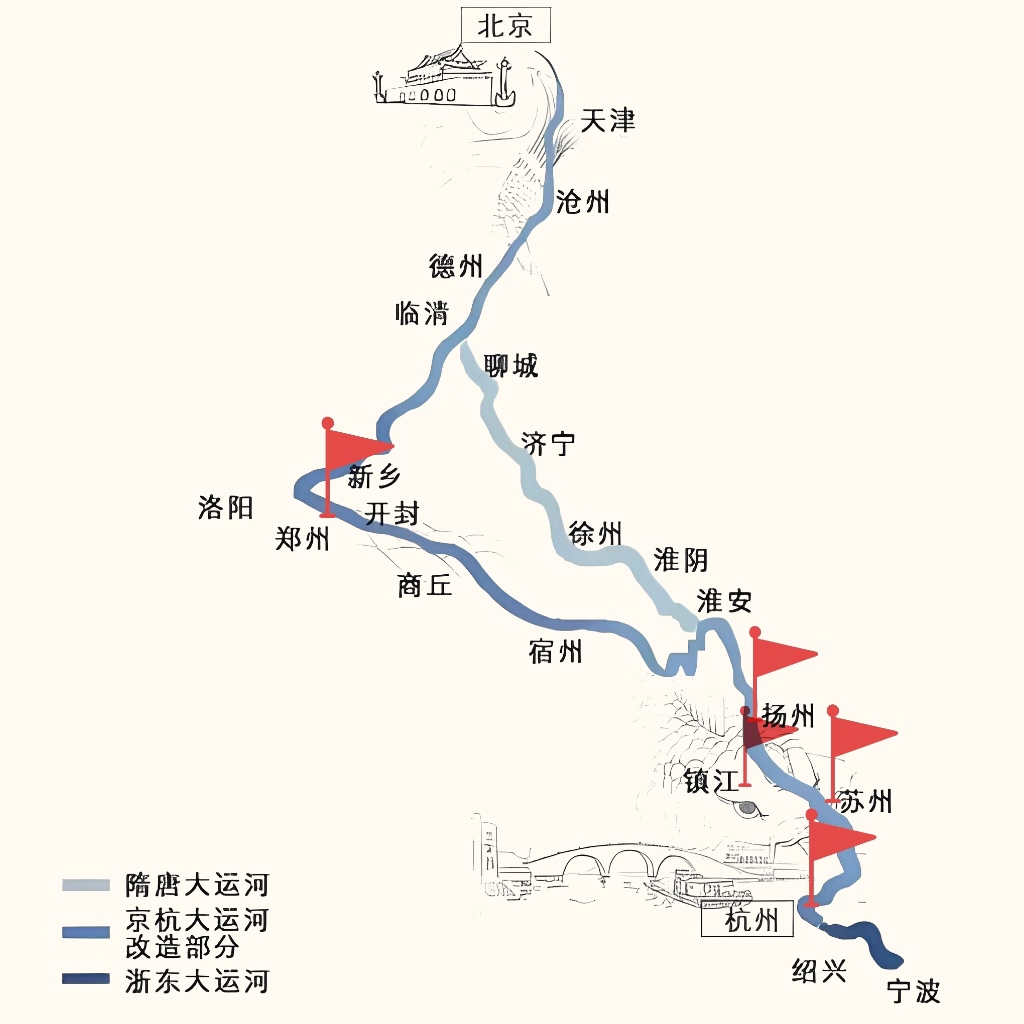 北京
天津
沧州
德州
临清
聊城
济宁
新乡
洛阳
开封
郑州
徐州
淮阴
商丘
淮安
宿州
扬州
镇江
苏州
杭州
绍兴
宁波
隋唐大运河
京杭大运河
改造部分
浙东大运河